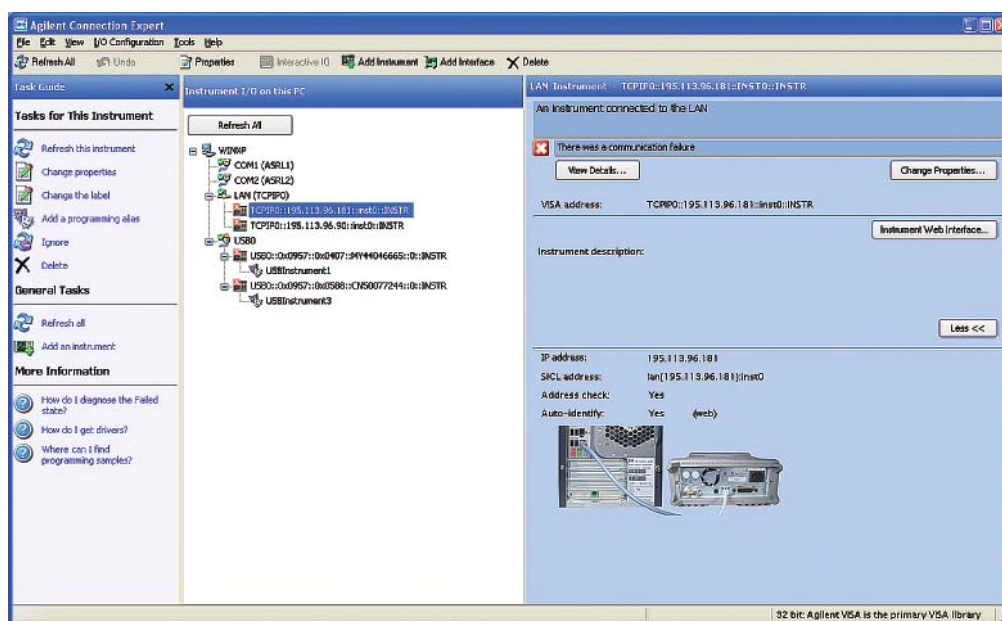 Agilent Connection Expert
File Edit View I/O Configuration Tools Help
Refresh All Undo Properties Interactive IO Add Instrument Add Interface Delete
Task Guide
Tasks for This Instrument
Refresh this instrument
Change properties
Change the label
Add a programming alias
Ignore
Delete
General Tasks
Refresh all
Add an instrument
More Information
How do I diagnose the Failed
state?
How do I get drivers?
Where can I find
programming samples?
Instrument I/O on this PC
Refresh All
WINXP
COM1 (ASRL1)
COM2 (ASRL2)
LAN (TCPIP0)
TCPIP0::195.113.96.181::inst0::INSTR
TCPIP0::195.113.96.90::inst0::INSTR
USB0
USB0::0x0957::0x0407::MY44046665::0::INSTR
USBInstrument1
USB0::0x0957::0x0588::CN50077244::0::INSTR
USBInstrument3
LAN Instrument - TCPIP0::195.113.96.181::INST0::INSTR
An instrument connected to the LAN
There was a communication failure
View Details...
Change Properties...
VISA address: TCPIP0::195.113.96.181::inst0::INSTR
Instrument Web Interface...
Instrument description:
Less <<
IP address: 195.113.96.181
SICL address: lan[195.113.96.181]:inst0
Address check: Yes
Auto-identify: Yes (web)
32 bit: Agilent VISA is the primary VISA library